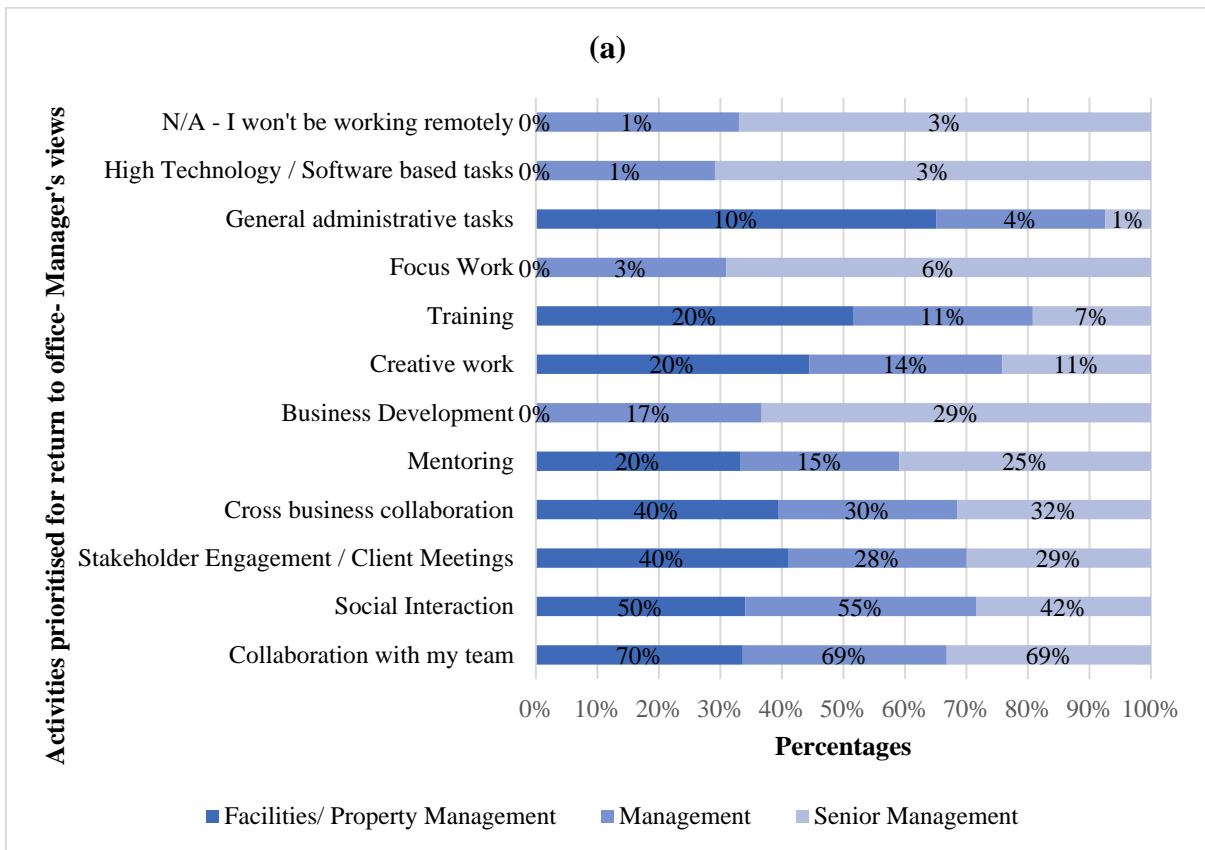 (a)
Activities prioritised for return to office- Manager's views
N/A - I won't be working remotely 0% 1% 3%
High Technology / Software based tasks 0% 1% 3%
General administrative tasks 10% 4% 1%
Focus Work 0% 3% 6%
Training 20% 11% 7%
Creative work 20% 14% 11%
Business Development 0% 17% 29%
Mentoring 20% 15% 25%
Cross business collaboration 40% 30% 32%
Stakeholder Engagement / Client Meetings 40% 28% 29%
Social Interaction 50% 55% 42%
Collaboration with my team 70% 69% 69%
0% 10% 20% 30% 40% 50% 60% 70% 80% 90% 100%
Percentages
Facilities/ Property Management Management Senior Management